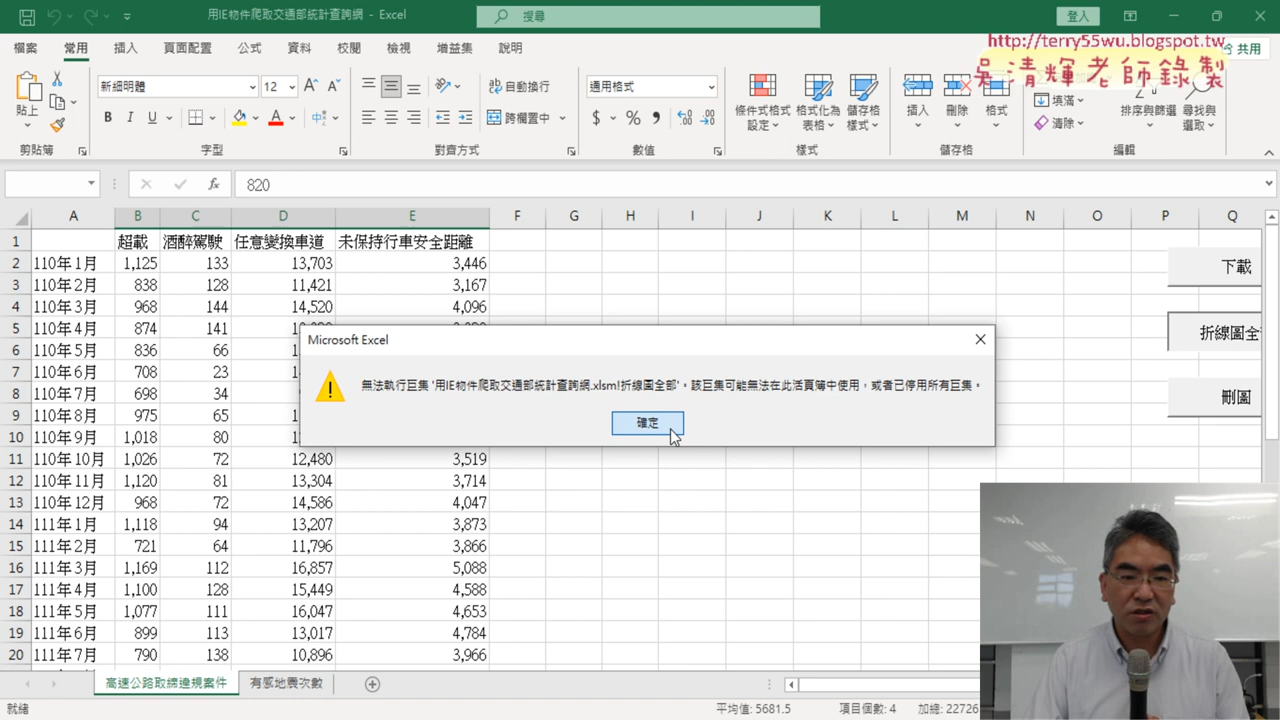 用IE物件爬取交通部統計查詢網 - Excel
搜尋
登入
http://terry55wu.blogspot.tw
吳清輝老師錄製
檔案 常用 插入 頁面配置 公式 資料 校閱 檢視 增益集 說明
共用
貼上
新細明體 12
B I U A
自動換行
跨欄置中
通用格式
$ % 9
條件式格式設定
格式化為表格
儲存格樣式
插入 刪除 格式
填滿
清除
排序與篩選
尋找與選取
剪貼簿 字型 對齊方式 數值 樣式 儲存格 編輯
fx 820
A B C D E F G H I J K L M N O P Q
1 超載 酒醉駕駛 任意變換車道 未保持行車安全距離
2 110年1月 1,125 133 13,703 3,446
3 110年2月 838 128 11,421 3,167
4 110年3月 968 144 14,520 4,096
5 110年4月 874 141
6 110年5月 836 66
7 110年6月 708 23
8 110年7月 698 34
9 110年8月 975 65
10 110年9月 1,018 80
11 110年10月 1,026 72 12,480 3,519
12 110年11月 1,120 81 13,304 3,714
13 110年12月 968 72 14,586 4,047
14 111年1月 1,118 94 13,207 3,873
15 111年2月 721 64 11,796 3,866
16 111年3月 1,169 112 16,857 5,088
17 111年4月 1,100 128 15,449 4,588
18 111年5月 1,077 111 16,047 4,653
19 111年6月 899 113 13,017 4,784
20 111年7月 790 138 10,896 3,966
下載
折線圖全
刪圖
Microsoft Excel
無法執行巨集 '用IE物件爬取交通部統計查詢網.xlsm!折線圖全部'。該巨集可能無法在此活頁簿中使用，或者已停用所有巨集。
確定
高速公路取締違規案件 有感地震次數
就緒
平均值: 5681.5 項目個數: 4 加總: 22726